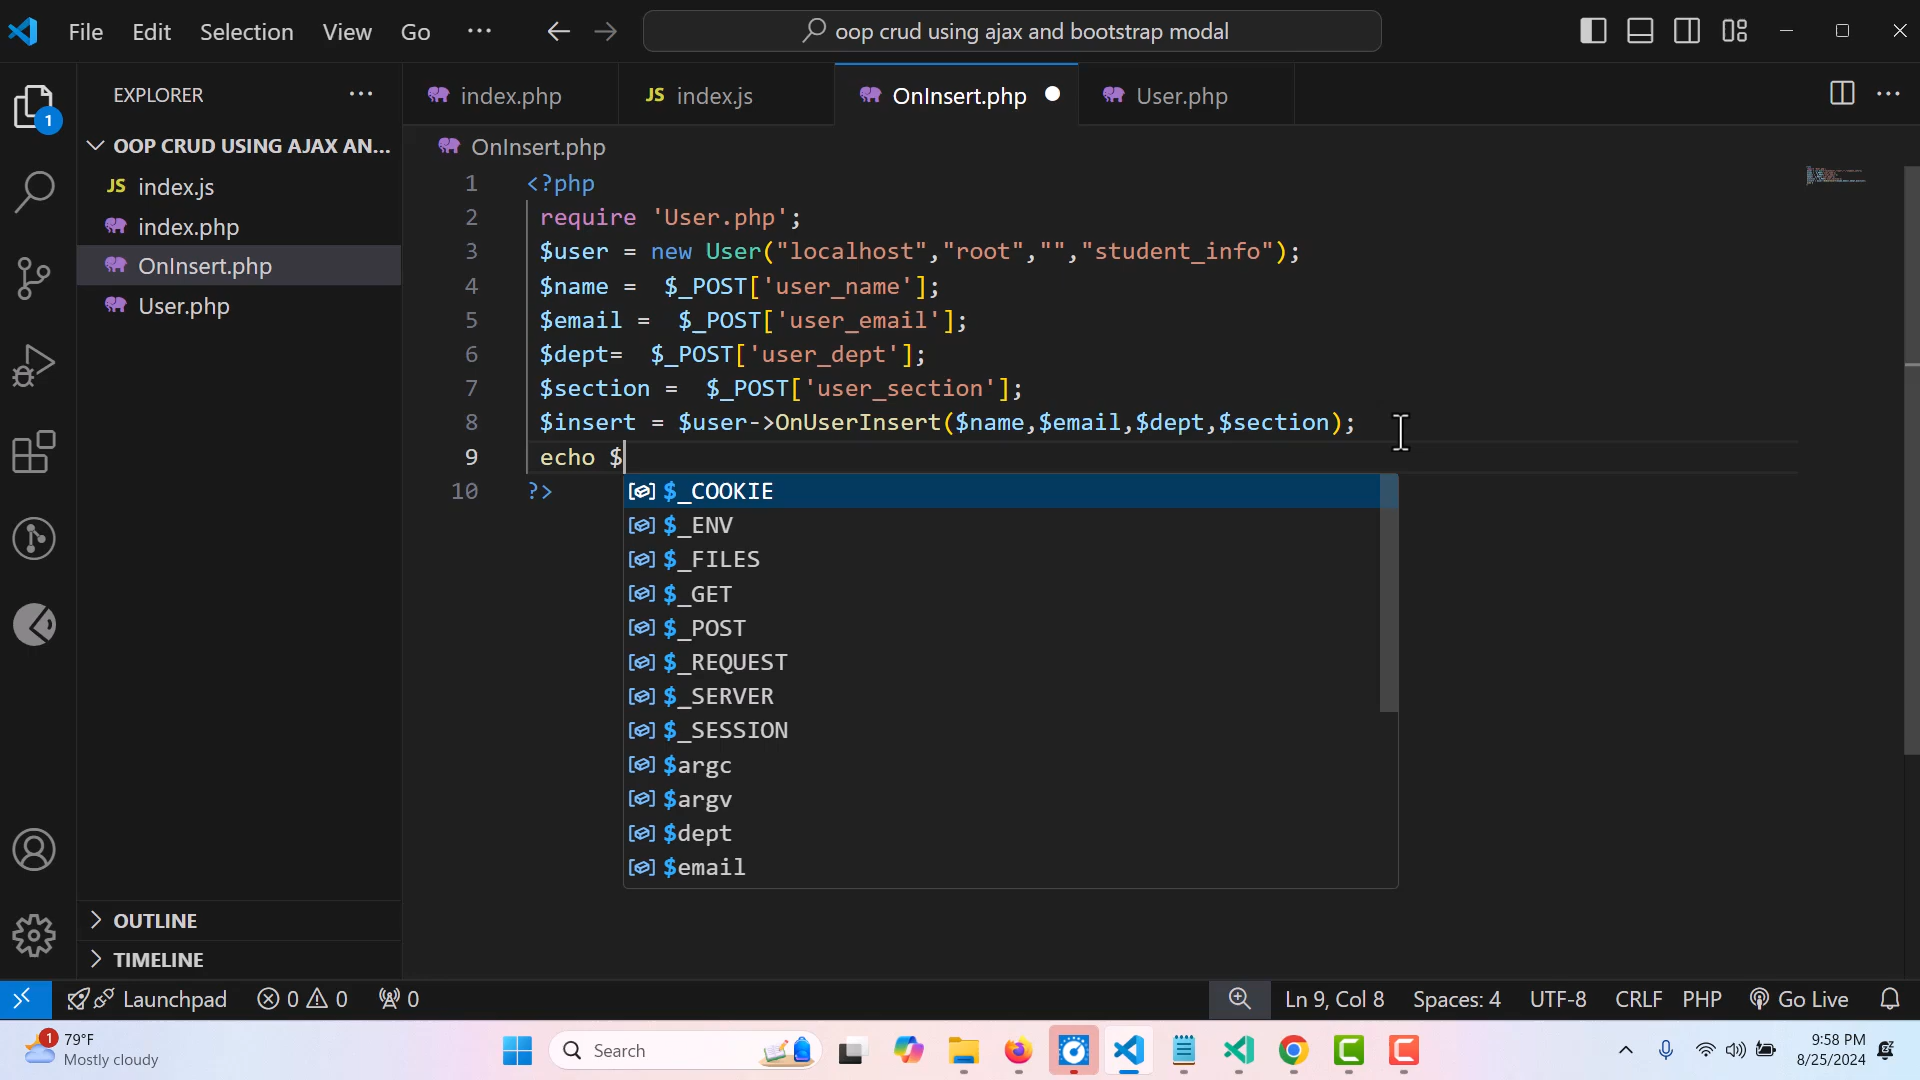 File Edit Selection View Go ··· oop crud using ajax and bootstrap modal
EXPLORER ···
index.php JS index.js OnInsert.php User.php ···
OOP CRUD USING AJAX AN...
JS index.js
index.php
OnInsert.php
User.php
OnInsert.php
1 <?php
2 require 'User.php';
3 $user = new User("localhost","root","","student_info");
4 $name =  $_POST['user_name'];
5 $email =  $_POST['user_email'];
6 $dept=  $_POST['user_dept'];
7 $section =  $_POST['user_section'];
8 $insert = $user->OnUserInsert($name,$email,$dept,$section);
9 echo $
10 ?>
$_COOKIE
$_ENV
$_FILES
$_GET
$_POST
$_REQUEST
$_SERVER
$_SESSION
$argc
$argv
$dept
$email
1
OUTLINE
TIMELINE
Launchpad 0 0 0 Ln 9, Col 8 Spaces: 4 UTF-8 CRLF PHP Go Live
1
79°F
Mostly cloudy
Search
9:58 PM
8/25/2024